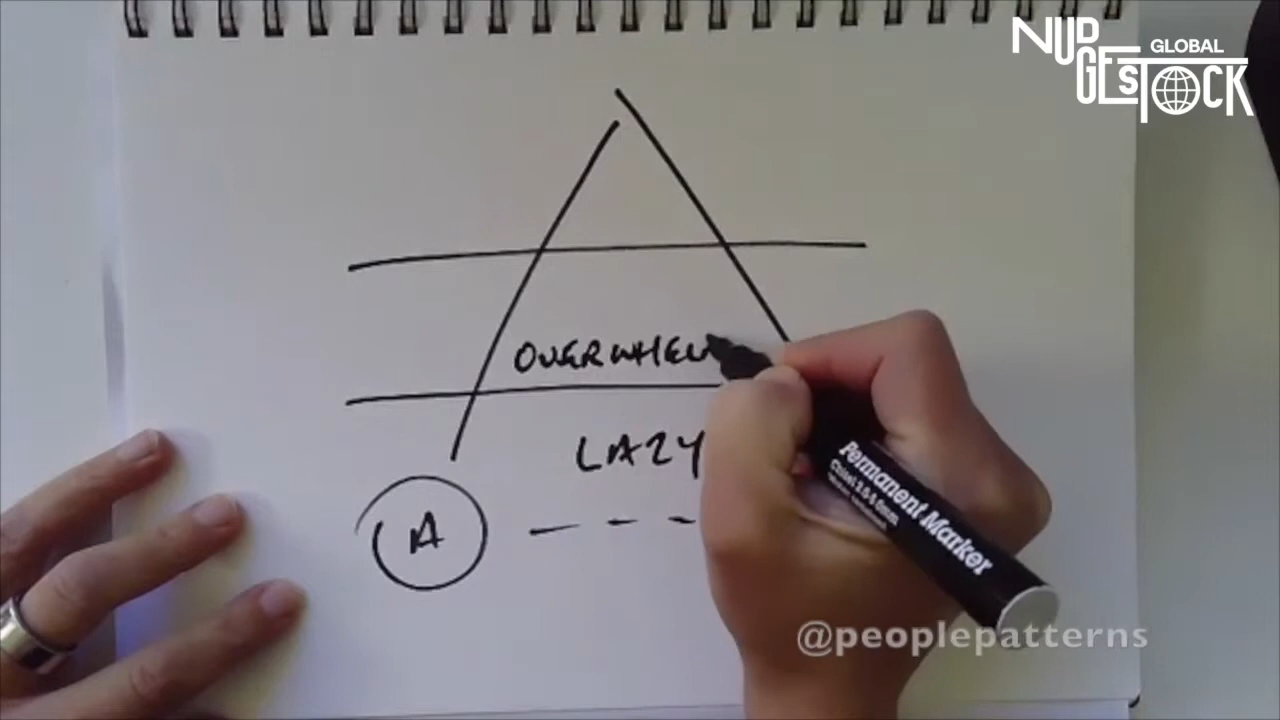 NUDGESTOCK
GLOBAL
OVERWHEL
LAZY
A
Permanent Marker
@peoplepatterns